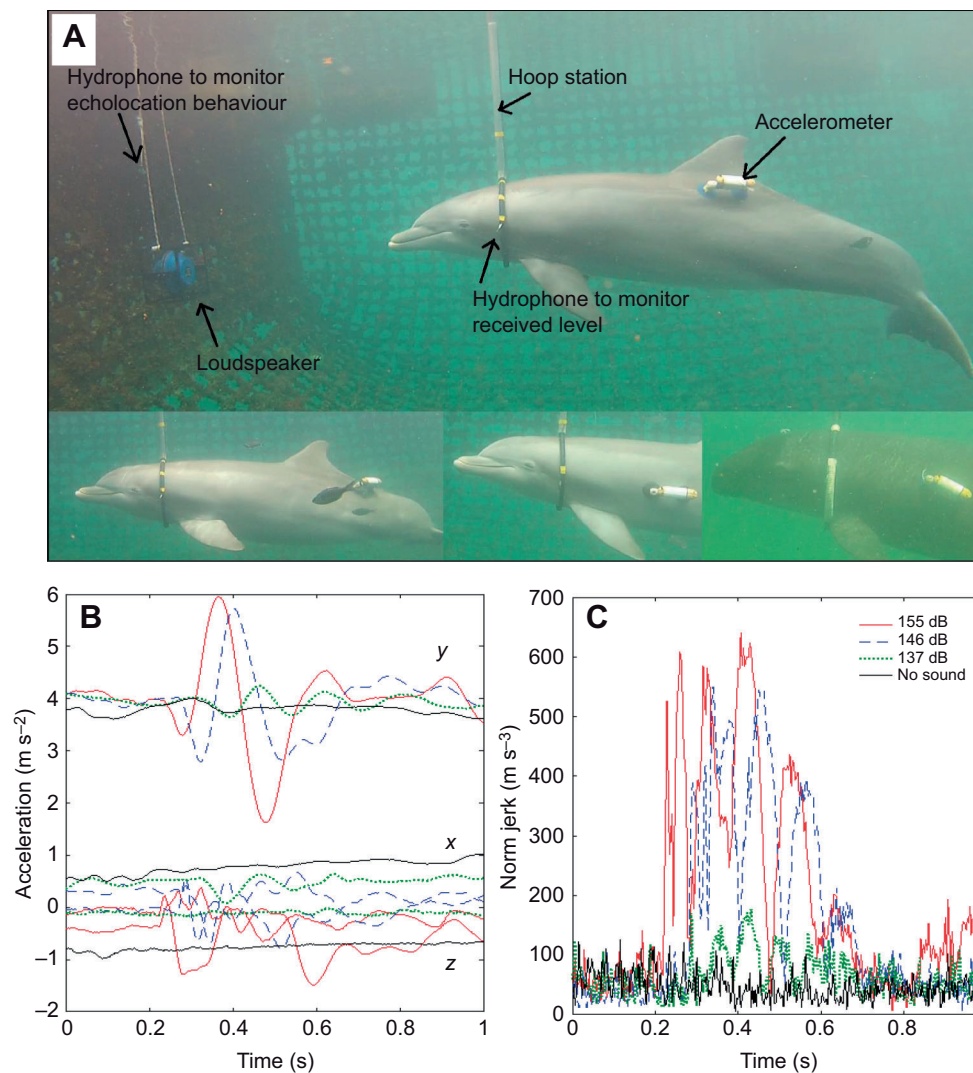 A
Hydrophone to monitor
echolocation behaviour
Hoop station
Accelerometer
Hydrophone to monitor
received level
Loudspeaker
B
Acceleration (m s−2)
6
5
4
3
2
1
0
−1
−2
y
x
z
0 0.2 0.4 0.6 0.8 1
Time (s)
C
Norm jerk (m s−3)
700
600
500
400
300
200
100
0
155 dB
146 dB
137 dB
No sound
0 0.2 0.4 0.6 0.8
Time (s)